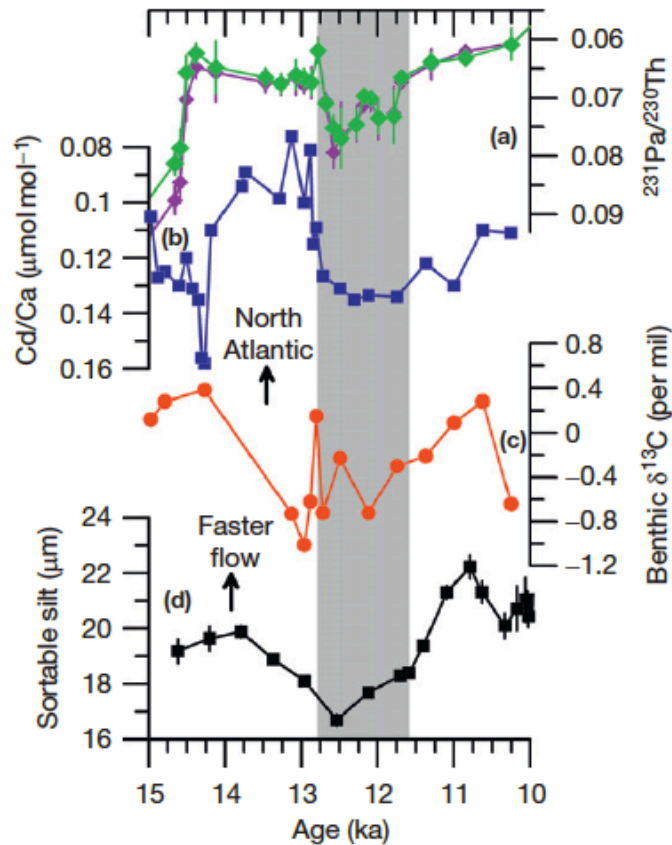 0.06
0.07
0.08
0.09
²³¹Pa/²³⁰Th
(a)
0.08
0.1
0.12
0.14
0.16
Cd/Ca (μmol mol⁻¹)
(b)
North
Atlantic
0.8
0.4
0
−0.4
−0.8
−1.2
Benthic δ¹³C (per mil)
(c)
24
22
20
18
16
Sortable silt (μm)
Faster
flow
(d)
15 14 13 12 11 10
Age (ka)